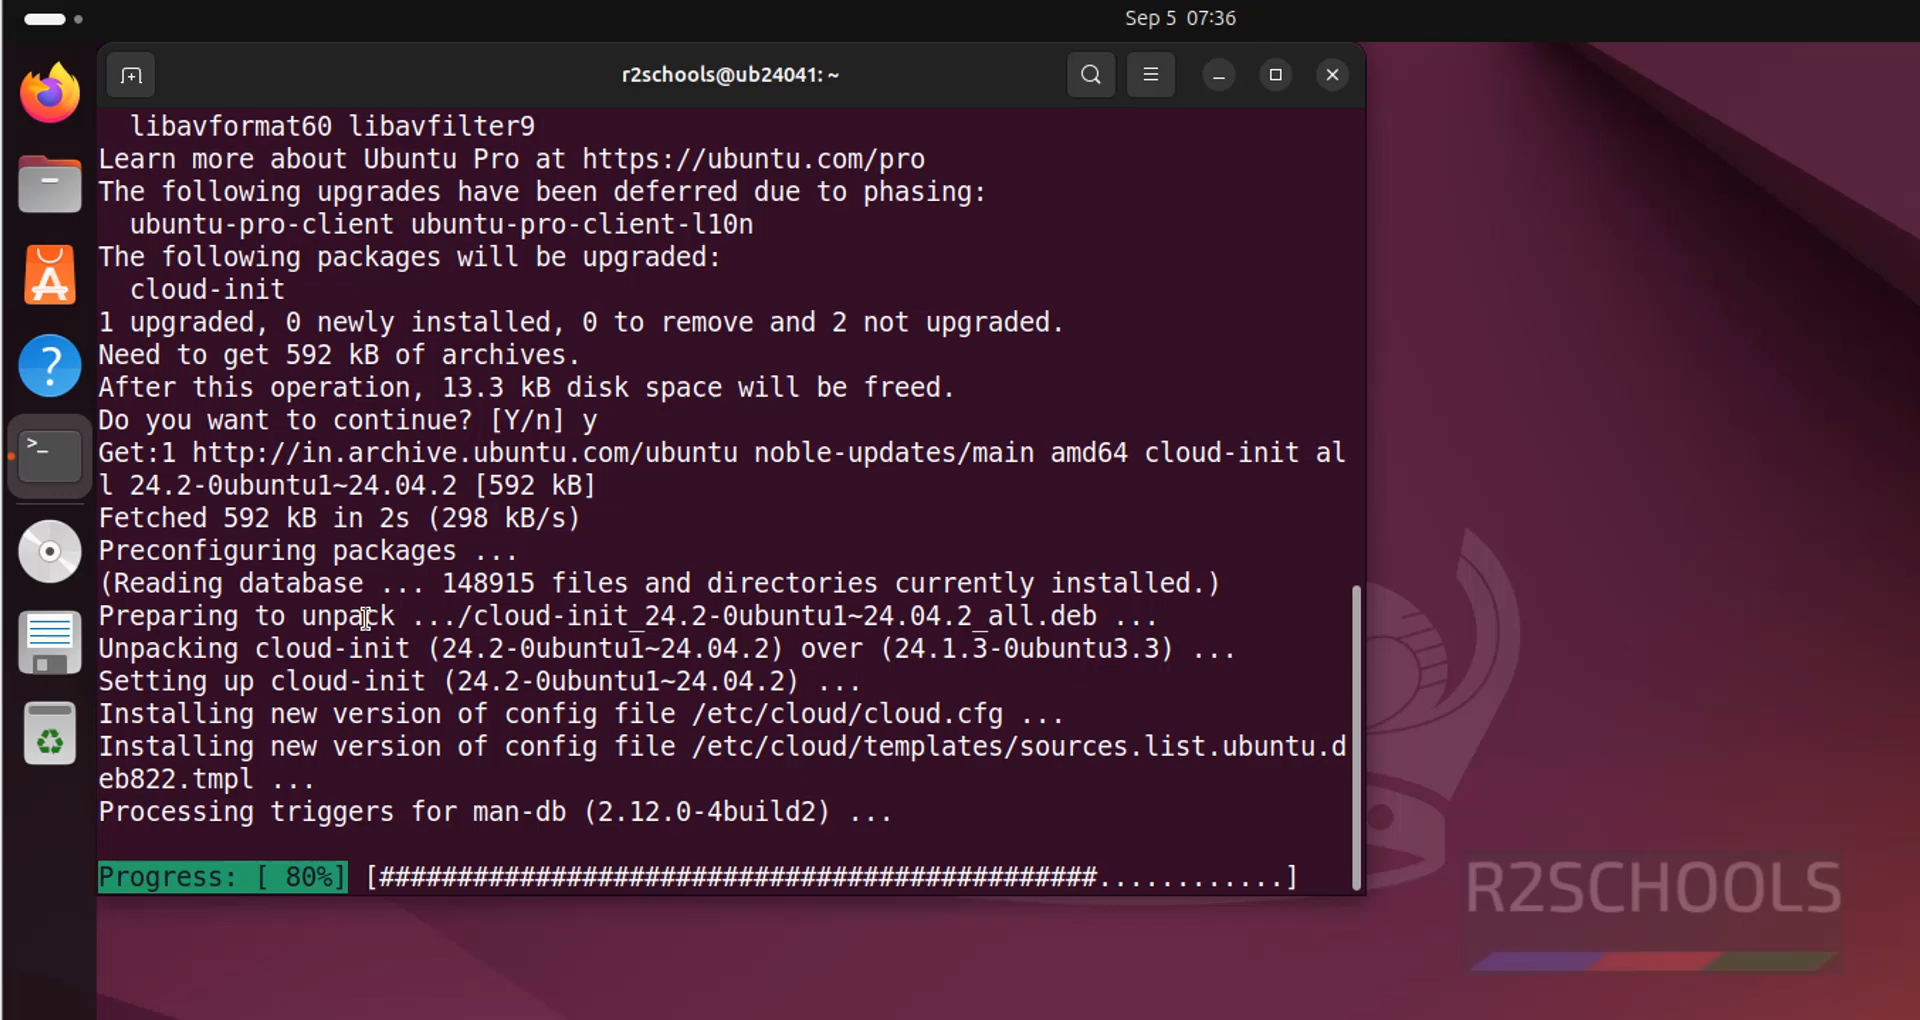 Sep 5 07:36
r2schools@ub24041: ~
libavformat60 libavfilter9
Learn more about Ubuntu Pro at https://ubuntu.com/pro
The following upgrades have been deferred due to phasing:
ubuntu-pro-client ubuntu-pro-client-l10n
The following packages will be upgraded:
cloud-init
1 upgraded, 0 newly installed, 0 to remove and 2 not upgraded.
Need to get 592 kB of archives.
After this operation, 13.3 kB disk space will be freed.
Do you want to continue? [Y/n] y
Get:1 http://in.archive.ubuntu.com/ubuntu noble-updates/main amd64 cloud-init al
l 24.2-0ubuntu1~24.04.2 [592 kB]
Fetched 592 kB in 2s (298 kB/s)
Preconfiguring packages ...
(Reading database ... 148915 files and directories currently installed.)
Preparing to unpack .../cloud-init_24.2-0ubuntu1~24.04.2_all.deb ...
Unpacking cloud-init (24.2-0ubuntu1~24.04.2) over (24.1.3-0ubuntu3.3) ...
Setting up cloud-init (24.2-0ubuntu1~24.04.2) ...
Installing new version of config file /etc/cloud/cloud.cfg ...
Installing new version of config file /etc/cloud/templates/sources.list.ubuntu.d
eb822.tmpl ...
Processing triggers for man-db (2.12.0-4build2) ...
Progress: [ 80%] [##############################################............]
R2SCHOOLS